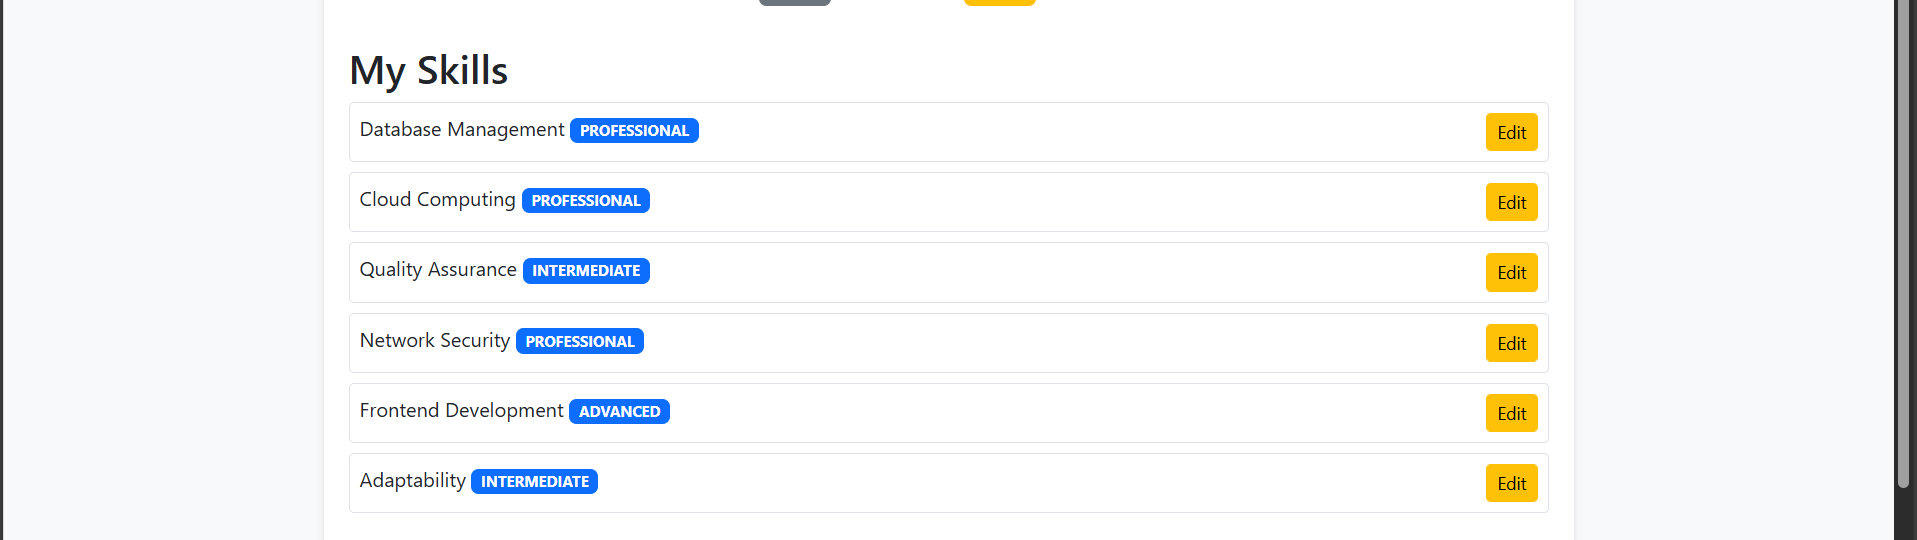 My Skills
Database Management PROFESSIONAL Edit
Cloud Computing PROFESSIONAL Edit
Quality Assurance INTERMEDIATE Edit
Network Security PROFESSIONAL Edit
Frontend Development ADVANCED Edit
Adaptability INTERMEDIATE Edit